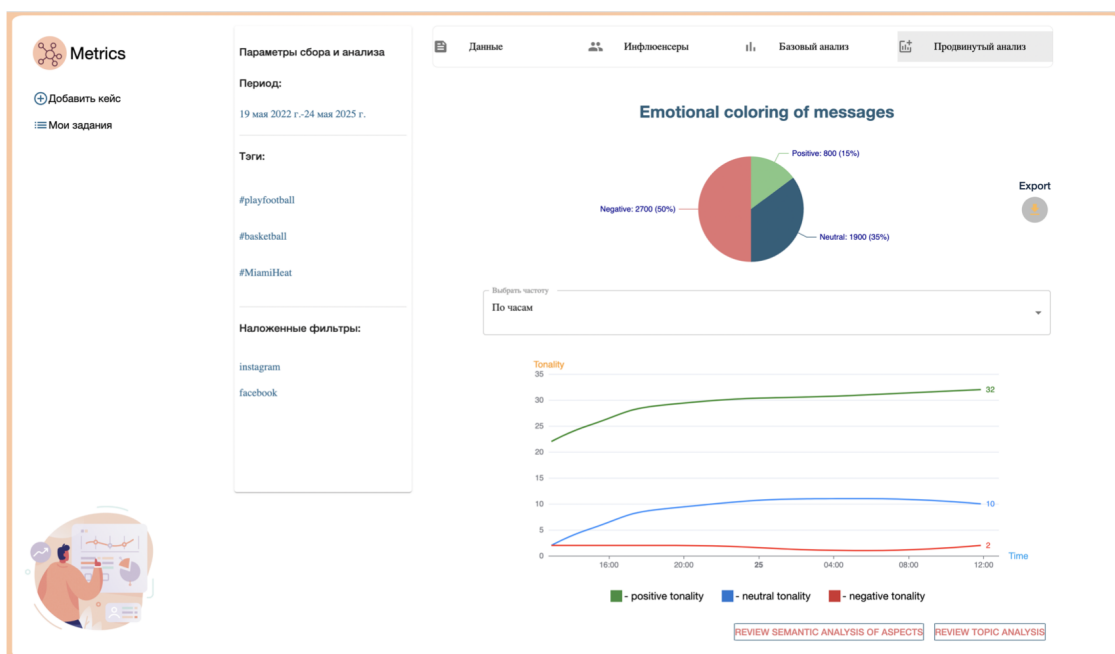 Metrics
Добавить кейс
Мои задания
Параметры сбора и анализа
Период:
19 мая 2022 г.-24 мая 2025 г.
Тэги:
#playfootball
#basketball
#MiamiHeat
Наложенные фильтры:
instagram
facebook
Данные
Инфлюенсеры
Базовый анализ
Продвинутый анализ
Emotional coloring of messages
Positive: 800 (15%)
Negative: 2700 (50%)
Neutral: 1900 (35%)
Export
Выбрать частоту
По часам
Tonality
35
30
25
20
15
10
5
0
32
10
2
16:00
20:00
25
04:00
08:00
12:00
Time
- positive tonality
- neutral tonality
- negative tonality
REVIEW SEMANTIC ANALYSIS OF ASPECTS
REVIEW TOPIC ANALYSIS